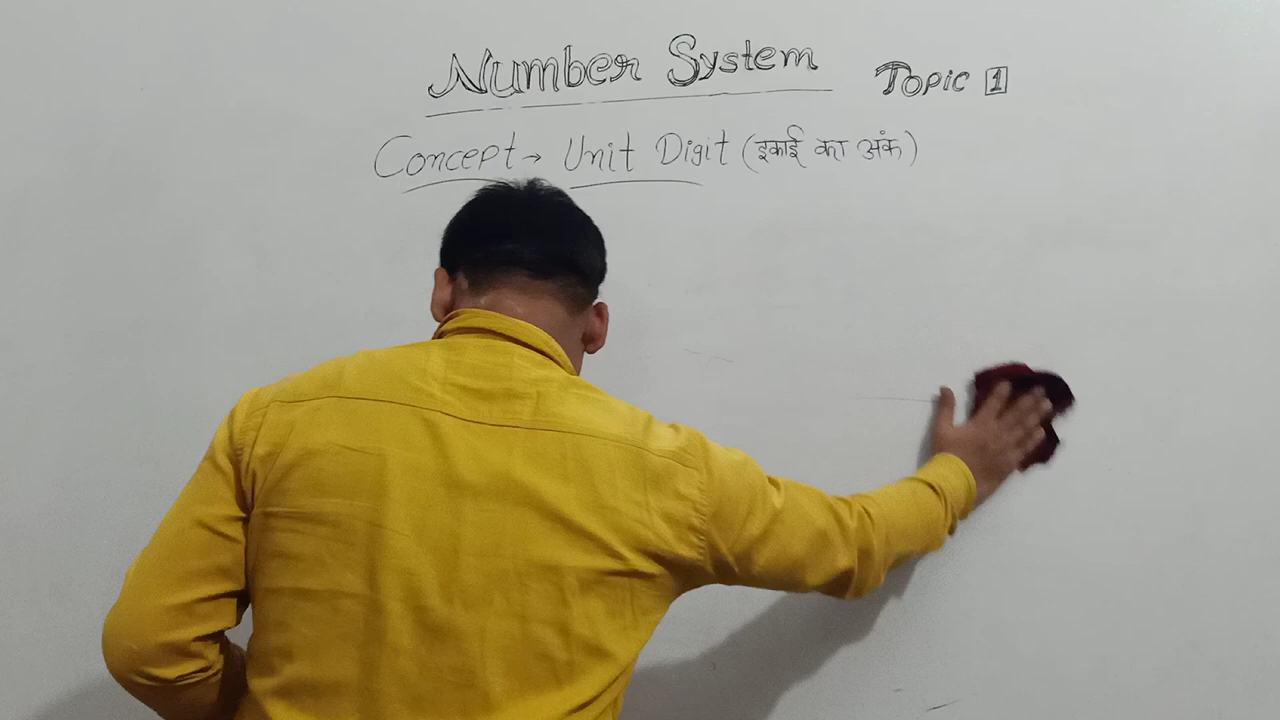 Number System Topic 1
Concept → Unit Digit (इकाई का अंक)